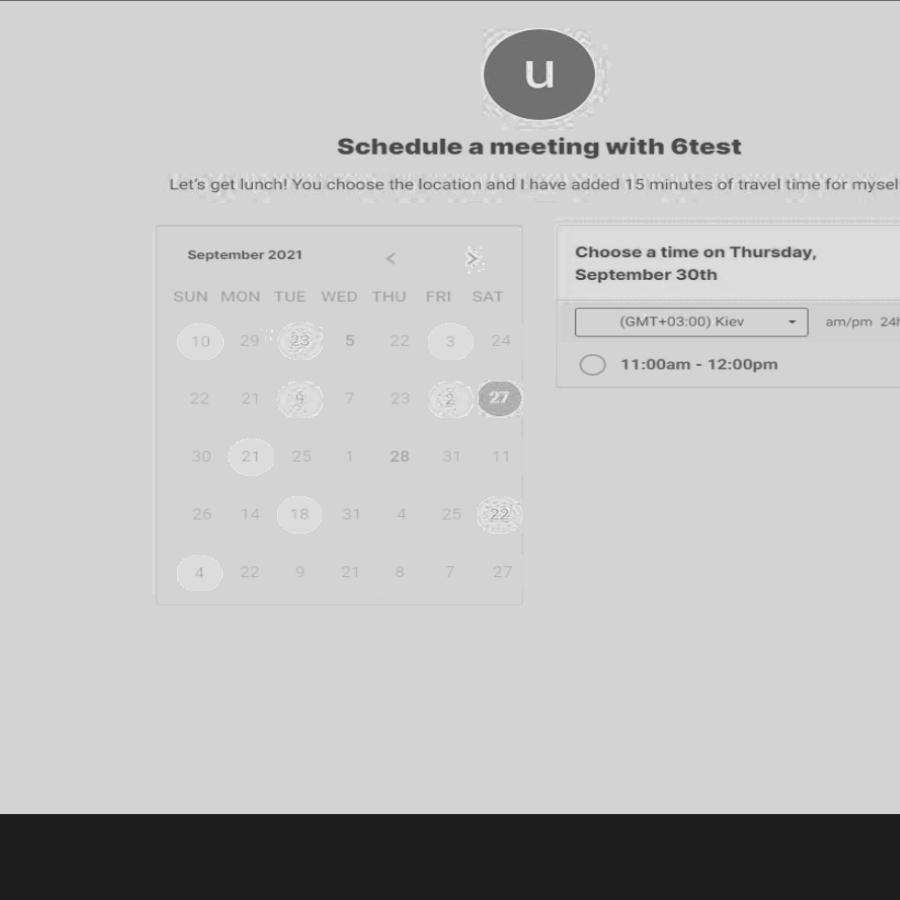 u
Schedule a meeting with 6test
Let's get lunch! You choose the location and I have added 15 minutes of travel time for
September 2021
SUN MON TUE WED THU FRI SAT
10 29 23 5 22 3 24
22 21 9 7 23 2 27
30 21 25 1 28 31 11
26 14 18 31 4 25 22
4 22 9 21 8 7 27
Choose a time on Thursday,
September 30th
(GMT+03:00) Kiev
am/pm
11:00am - 12:00pm